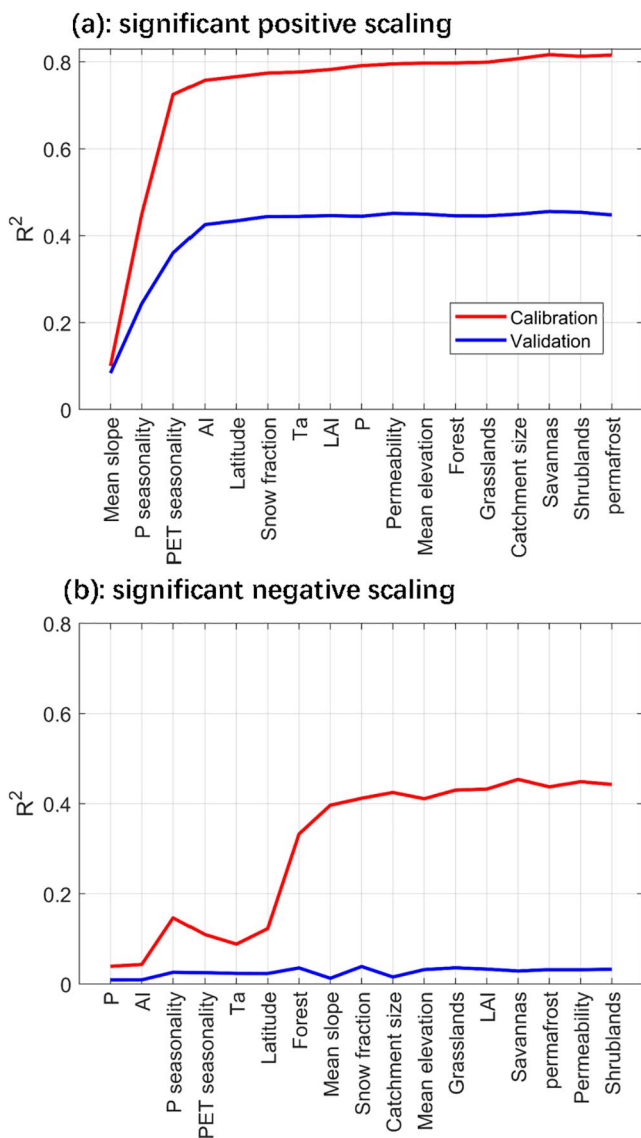 (a): significant positive scaling
0.8
0.6
0.4
0.2
0
R2
Calibration
Validation
Mean slope
P seasonality
PET seasonality
AI
Latitude
Snow fraction
Ta
LAI
P
Permeability
Mean elevation
Forest
Grasslands
Catchment size
Savannas
Shrublands
permafrost
(b): significant negative scaling
0.8
0.6
0.4
0.2
0
R2
P
AI
P seasonality
PET seasonality
Ta
Latitude
Forest
Mean slope
Snow fraction
Catchment size
Mean elevation
Grasslands
LAI
Savannas
permafrost
Permeability
Shrublands